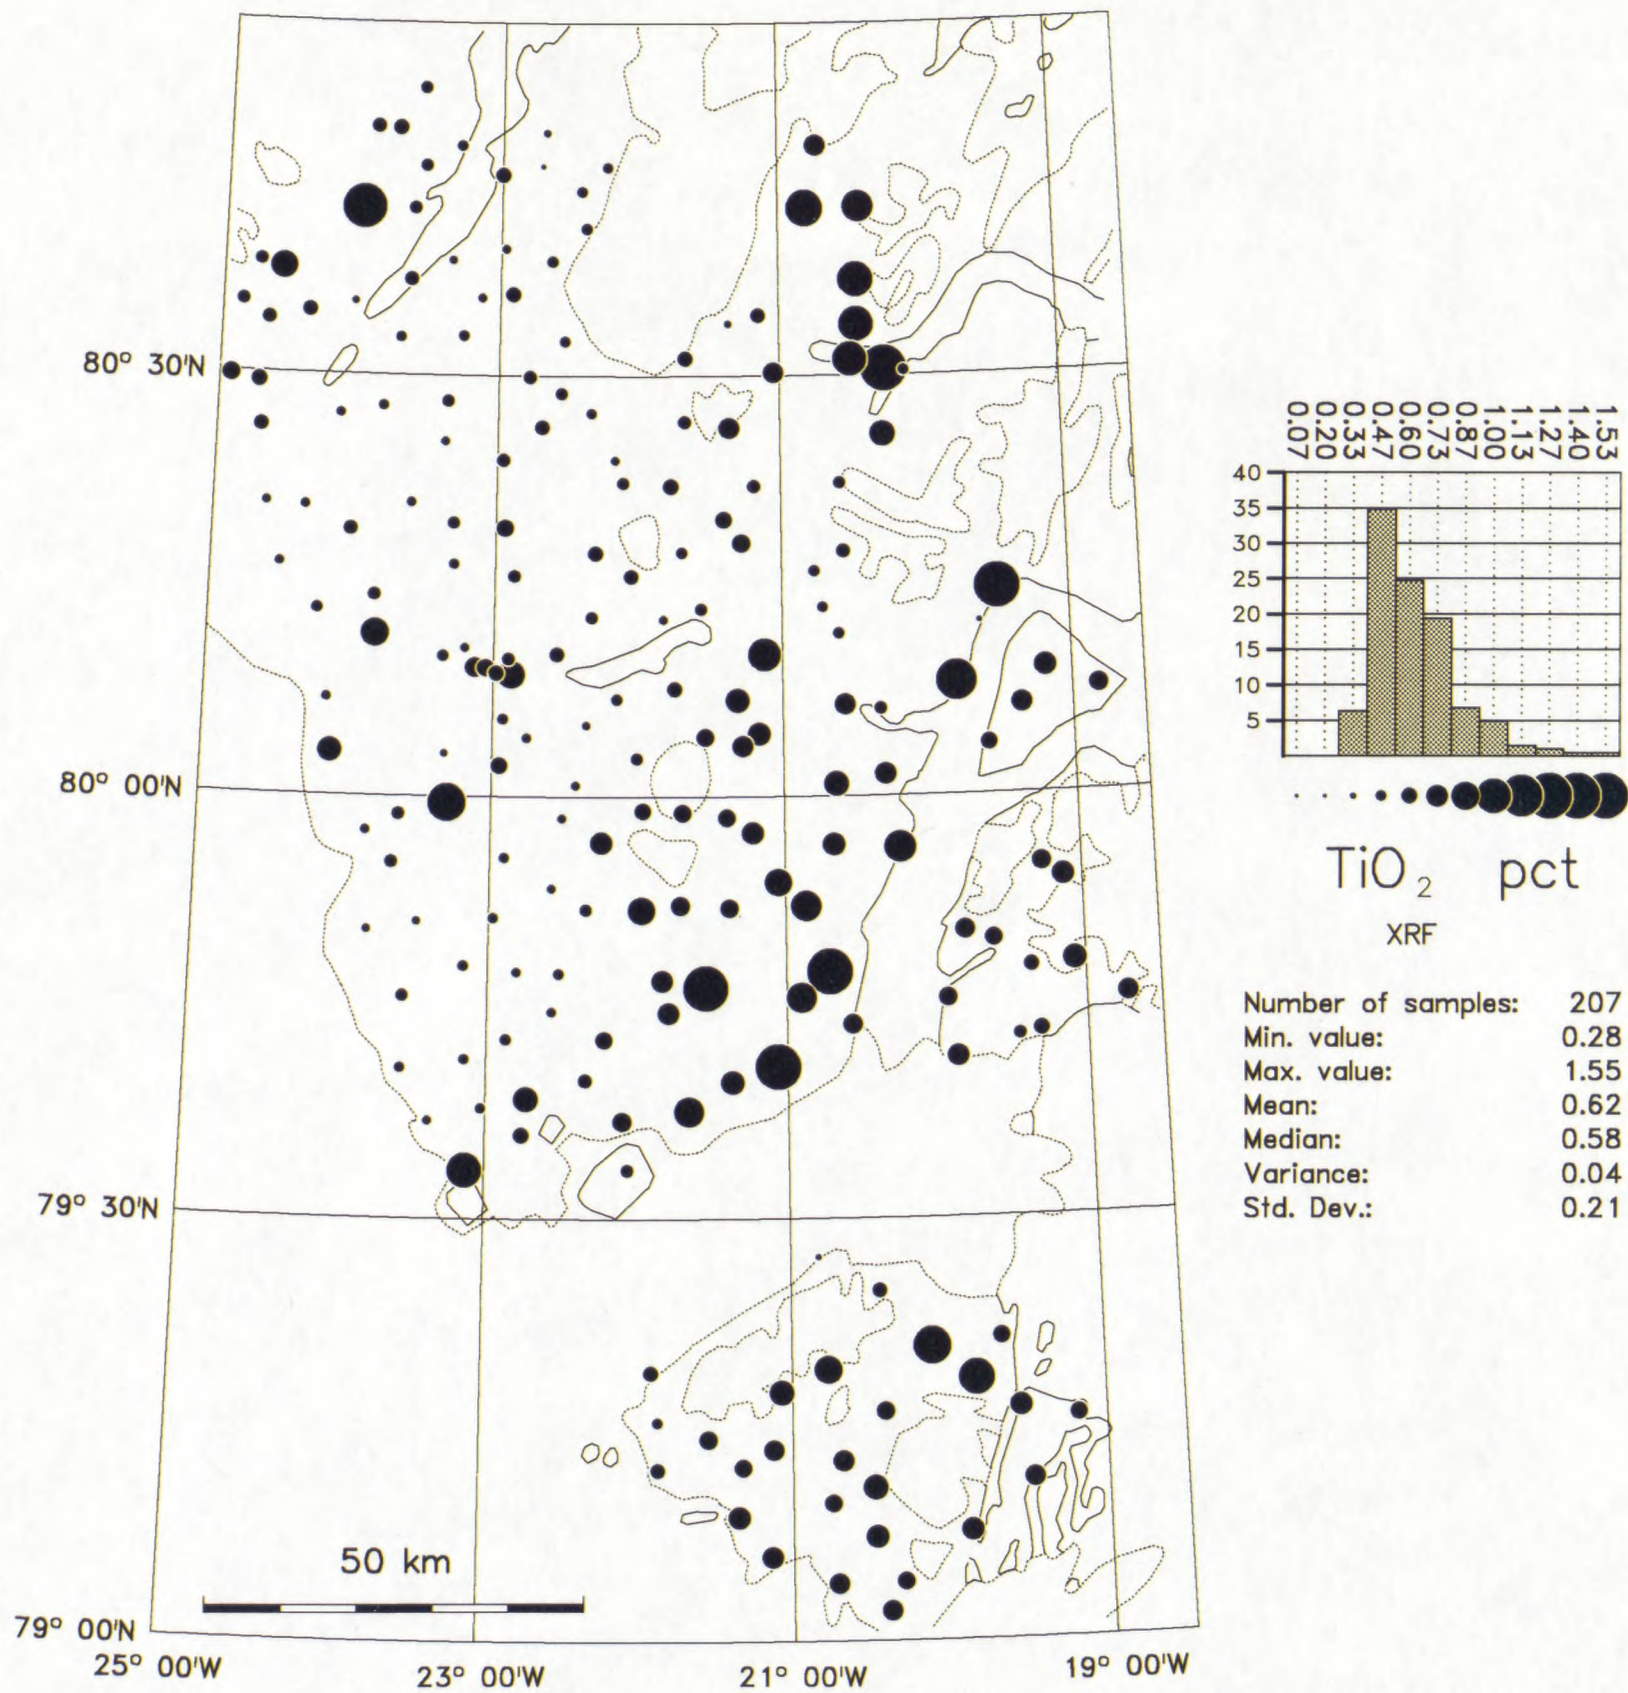 80° 30'N
80° 00'N
79° 30'N
79° 00'N
25° 00'W
23° 00'W
21° 00'W
19° 00'W
50 km
0.07
0.20
0.33
0.47
0.60
0.73
0.87
1.00
1.13
1.27
1.40
1.53
40
35
30
25
20
15
10
5
TiO₂ pct
XRF
Number of samples: 207
Min. value: 0.28
Max. value: 1.55
Mean: 0.62
Median: 0.58
Variance: 0.04
Std. Dev.: 0.21